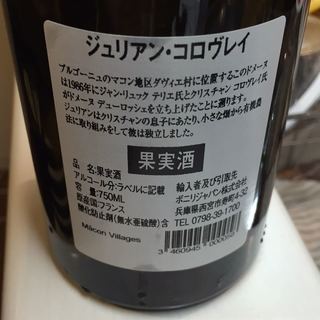 ジュリアン・コロヴレイ
ブルゴーニュのマコン地区ダヴィエ村に位置するこのドメーヌ
は1986年にジャン・リュック テリエ氏とクリスチャン コロヴレイ氏
がドメーヌ デューロッシェを立ち上げたことに遡ります。
ジュリアンはクリスチャンの息子にあたり、小さな畑から有機農
法に取り組みをして彼は独立しました。
果実酒
品名:果実酒
アルコール分:ラベルに記載
容量:750ML
原産国:フランス
酸化防止剤(無水亜硫酸)含
Mâcon Villages
輸入者及び引取先
ボニリジャパン株式会社
兵庫県西宮市寿町4-3
TEL 0798-39-1700
3 460945 000050